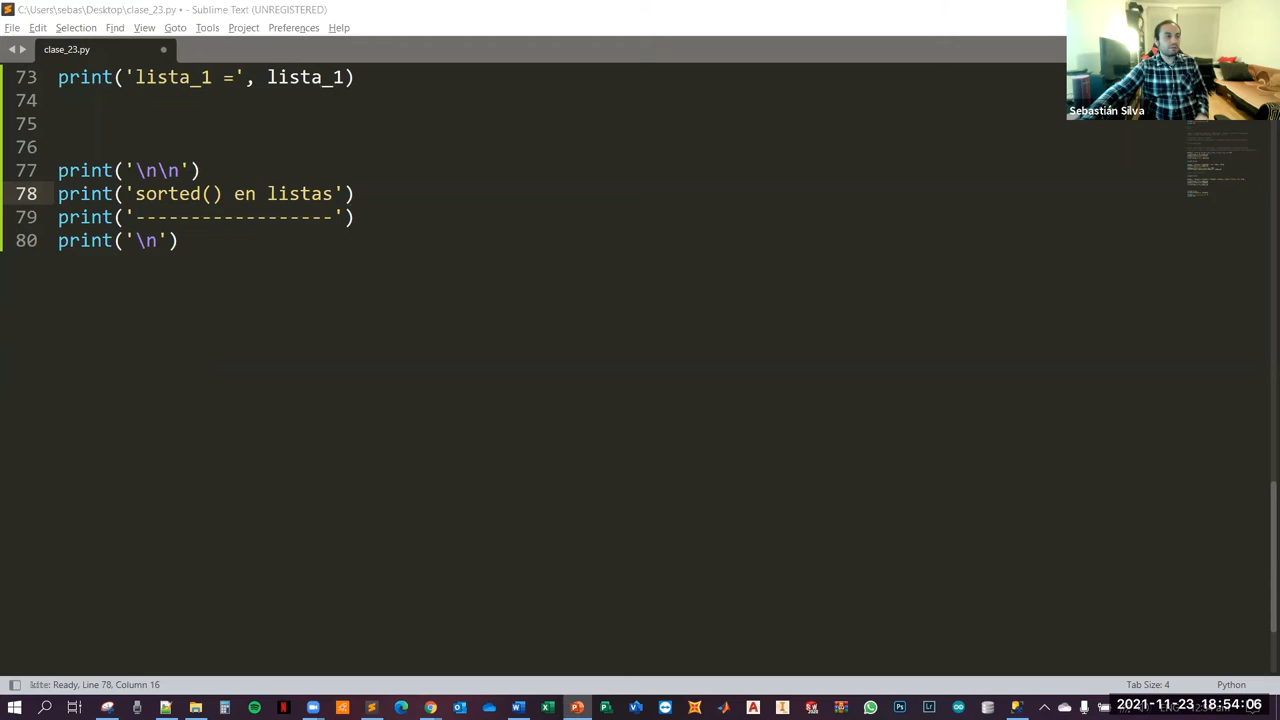 C:\Users\sebas\Desktop\clase_23.py • - Sublime Text (UNREGISTERED)
File Edit Selection Find View Goto Tools Project Preferences Help
clase_23.py
73 print('lista_1 =', lista_1)
74
75
76
77 print('\n\n')
78 print('sorted() en listas')
79 print('------------------')
80 print('\n')
Sebastián Silva
Ready, Line 78, Column 16
Tab Size: 4
Python
2021-11-23 18:54:06